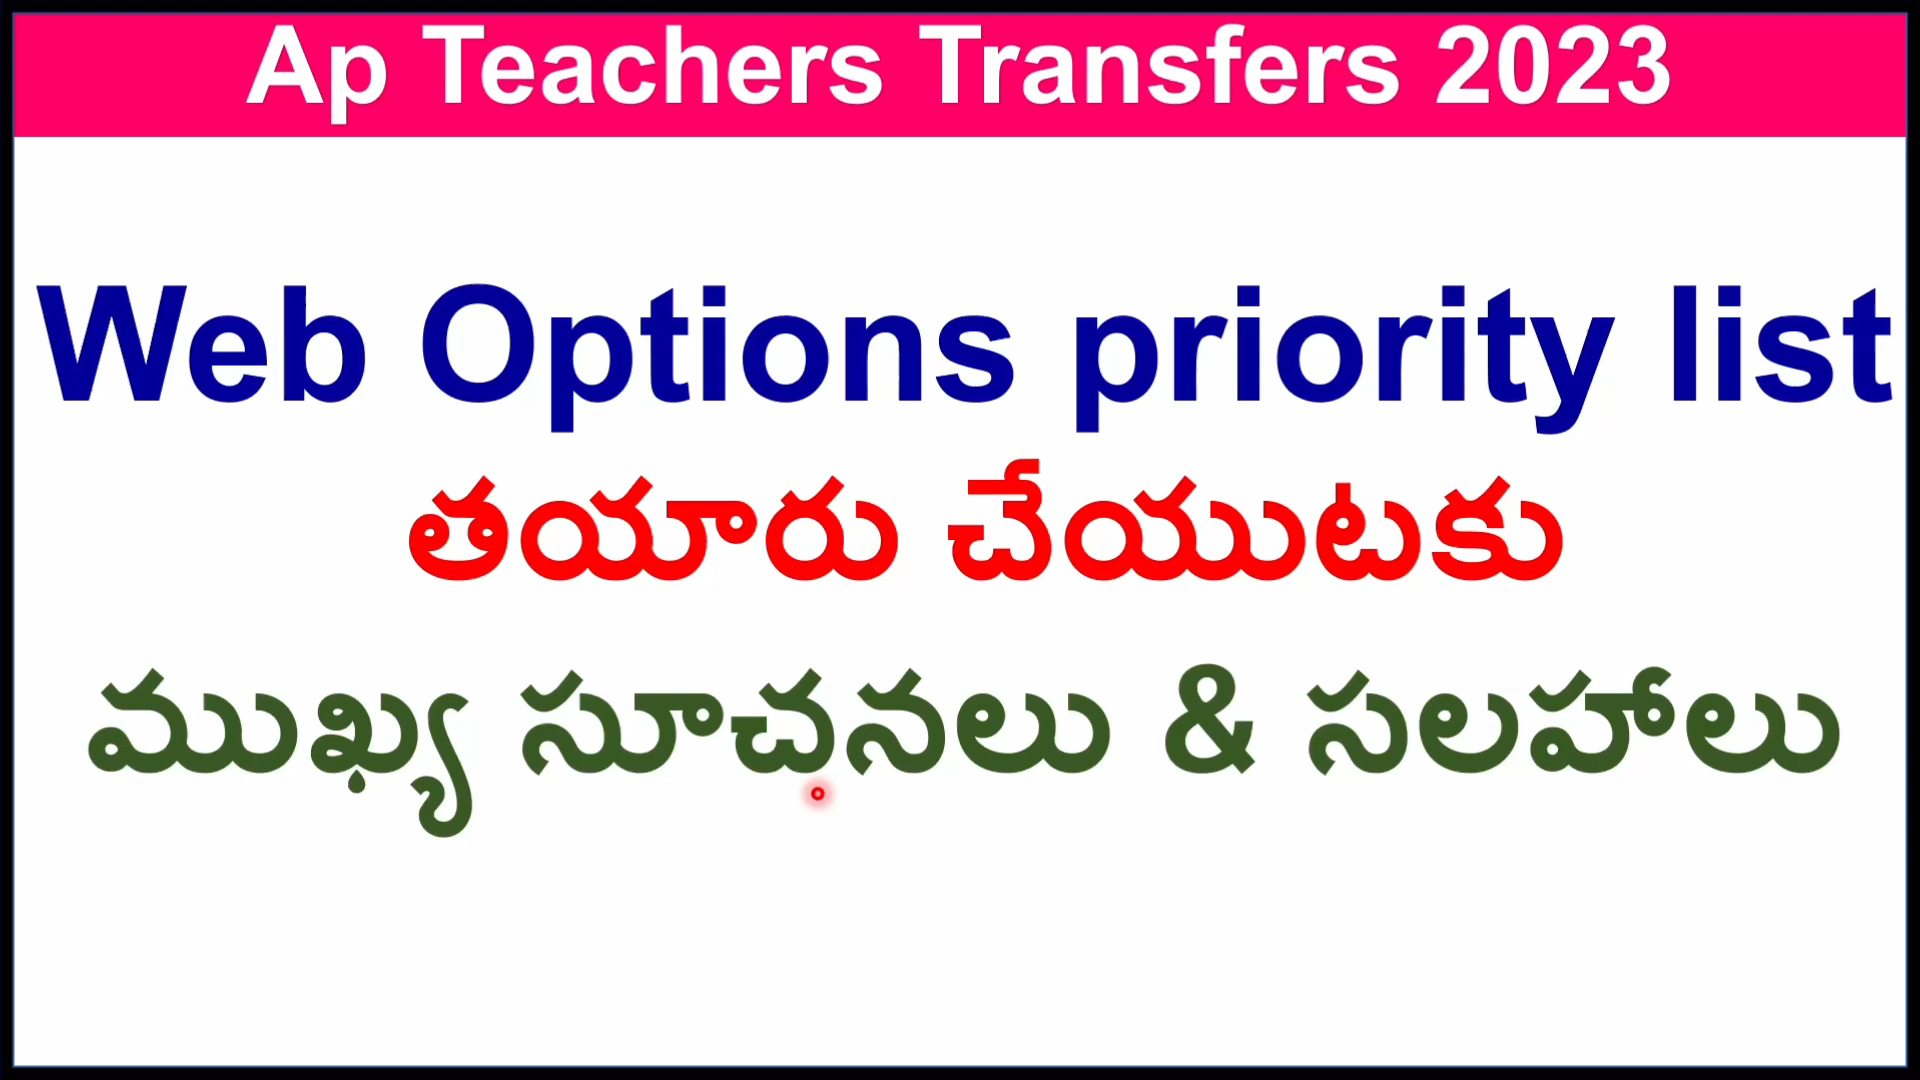 Ap Teachers Transfers 2023
Web Options priority list
తయారు చేయుటకు
ముఖ్య సూచనలు & సలహాలు